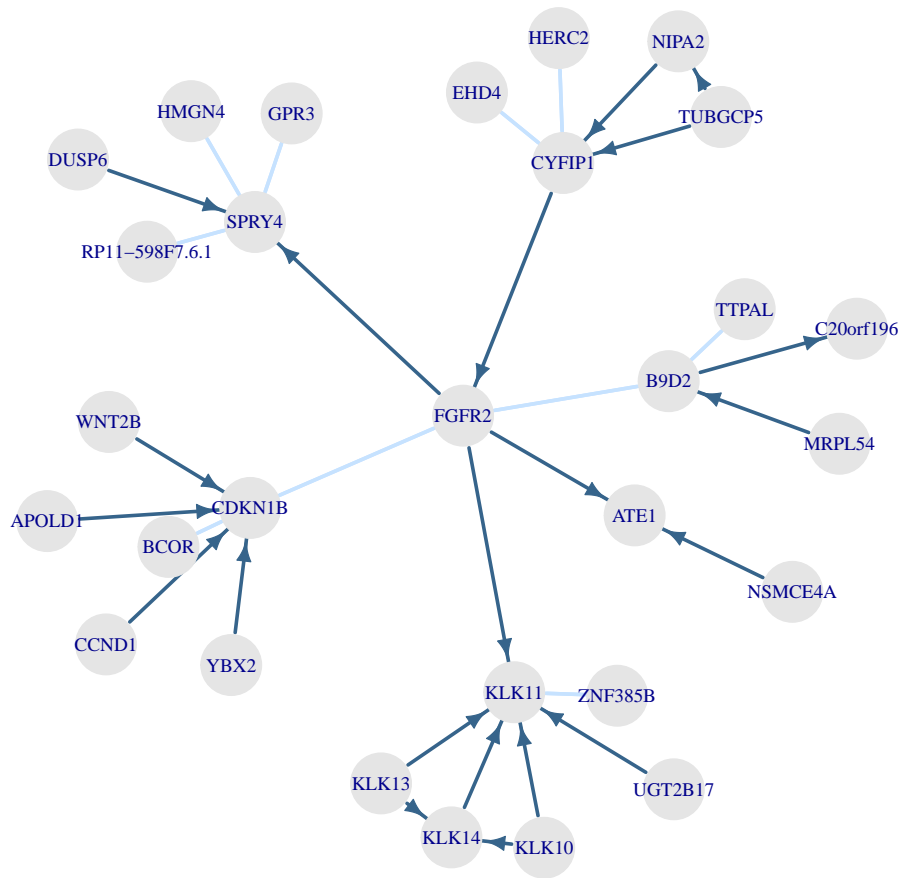 HERC2
NIPA2
EHD4
HMGN4
GPR3
TUBGCP5
DUSP6
CYFIP1
SPRY4
RP11−598F7.6.1
TTPAL
C20orf196
B9D2
FGFR2
WNT2B
MRPL54
CDKN1B
APOLD1
ATE1
BCOR
NSMCE4A
CCND1
YBX2
KLK11
ZNF385B
KLK13
UGT2B17
KLK14
KLK10